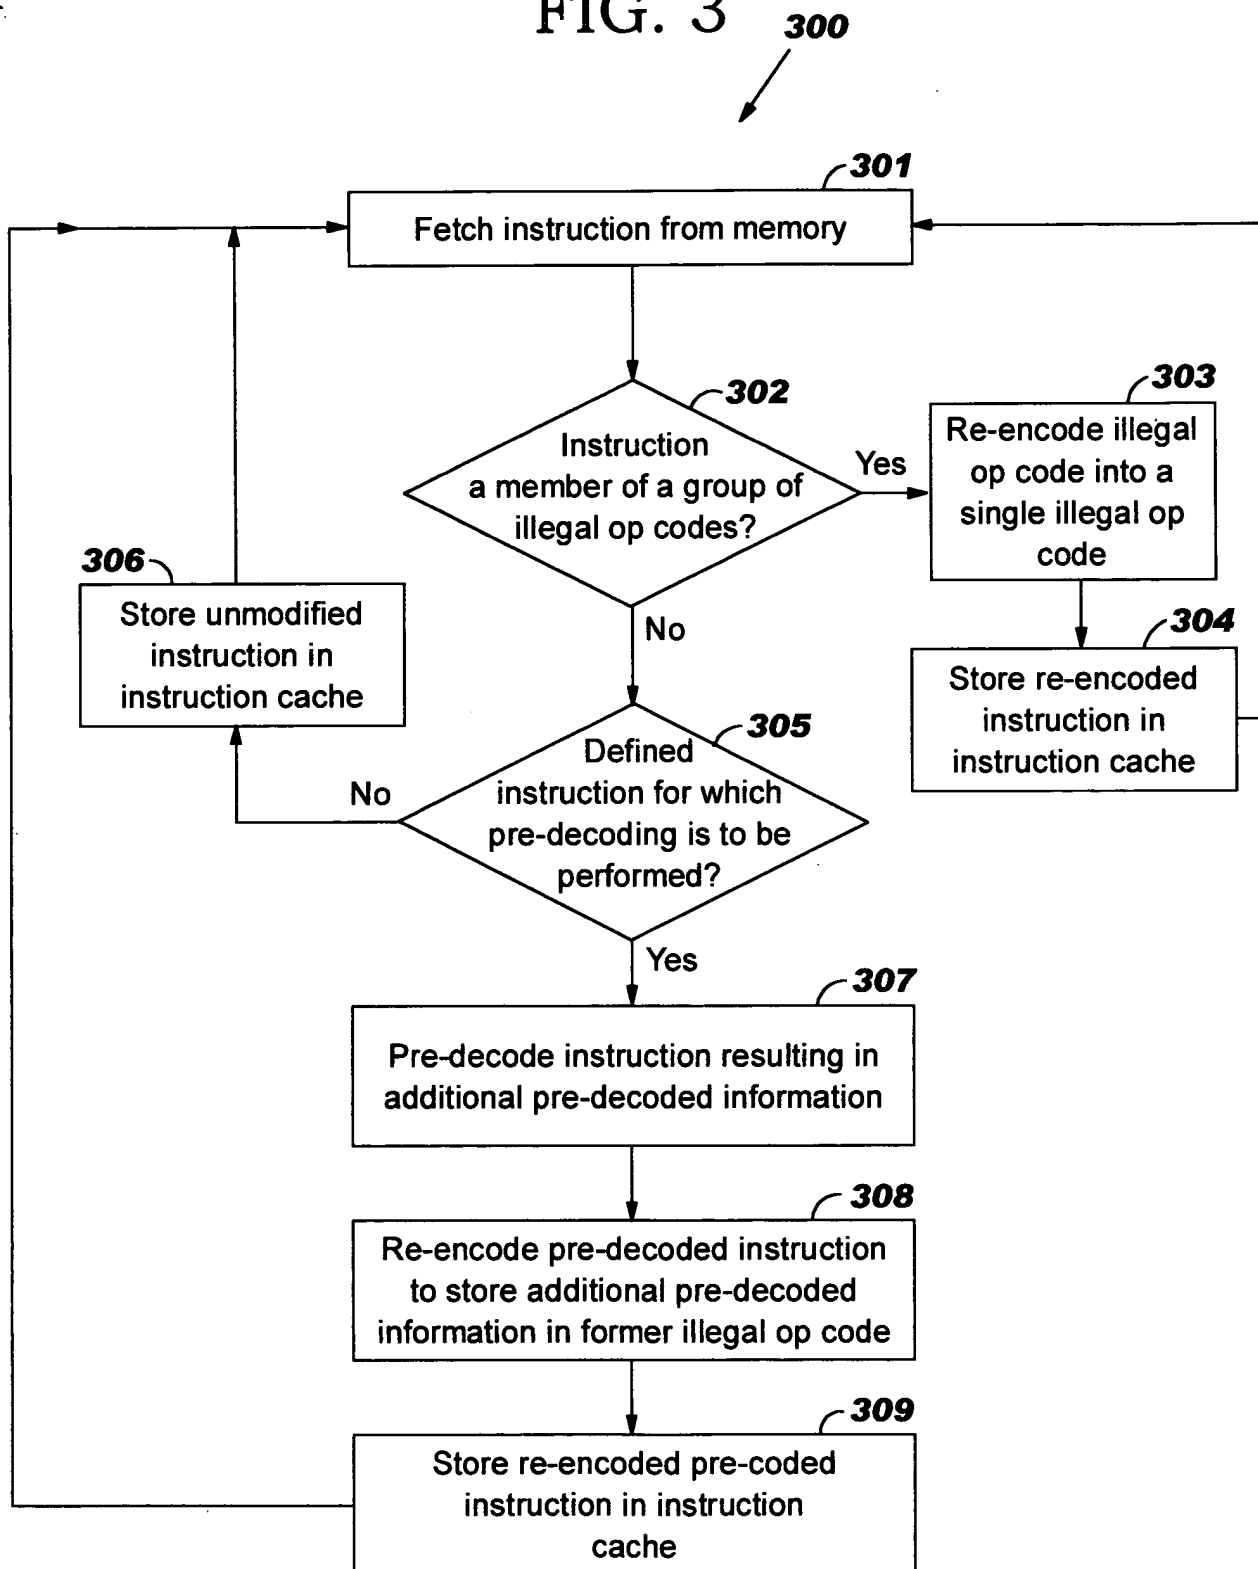 FIG. 3
300
301
Fetch instruction from memory
302
Instruction
a member of a group of
illegal op codes?
Yes
303
Re-encode illegal
op code into a
single illegal op
code
No
304
Store re-encoded
instruction in
instruction cache
305
Defined
instruction for which
pre-decoding is to be
performed?
No
306
Store unmodified
instruction in
instruction cache
Yes
307
Pre-decode instruction resulting in
additional pre-decoded information
308
Re-encode pre-decoded instruction
to store additional pre-decoded
information in former illegal op code
309
Store re-encoded pre-coded
instruction in instruction
cache